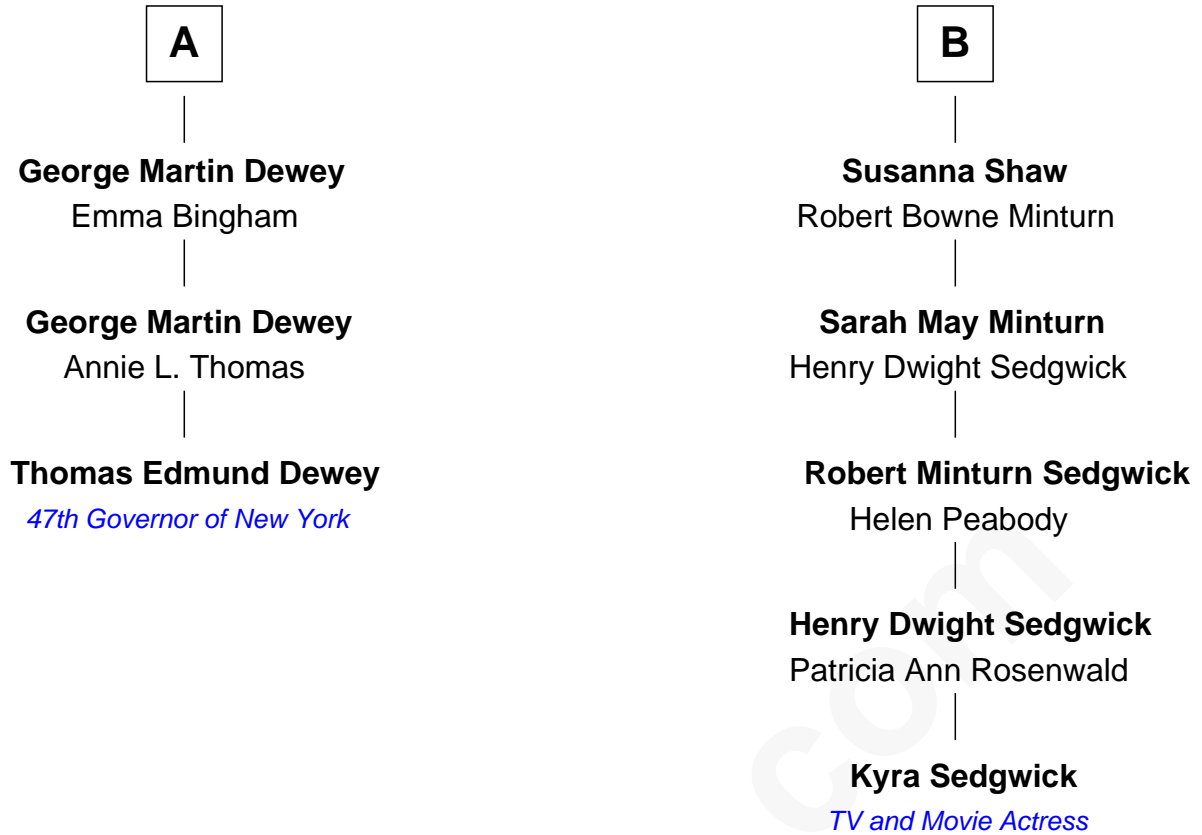 A
George Martin Dewey
Emma Bingham
George Martin Dewey
Annie L. Thomas
Thomas Edmund Dewey
47th Governor of New York
B
Susanna Shaw
Robert Bowne Minturn
Sarah May Minturn
Henry Dwight Sedgwick
Robert Minturn Sedgwick
Helen Peabody
Henry Dwight Sedgwick
Patricia Ann Rosenwald
Kyra Sedgwick
TV and Movie Actress
com